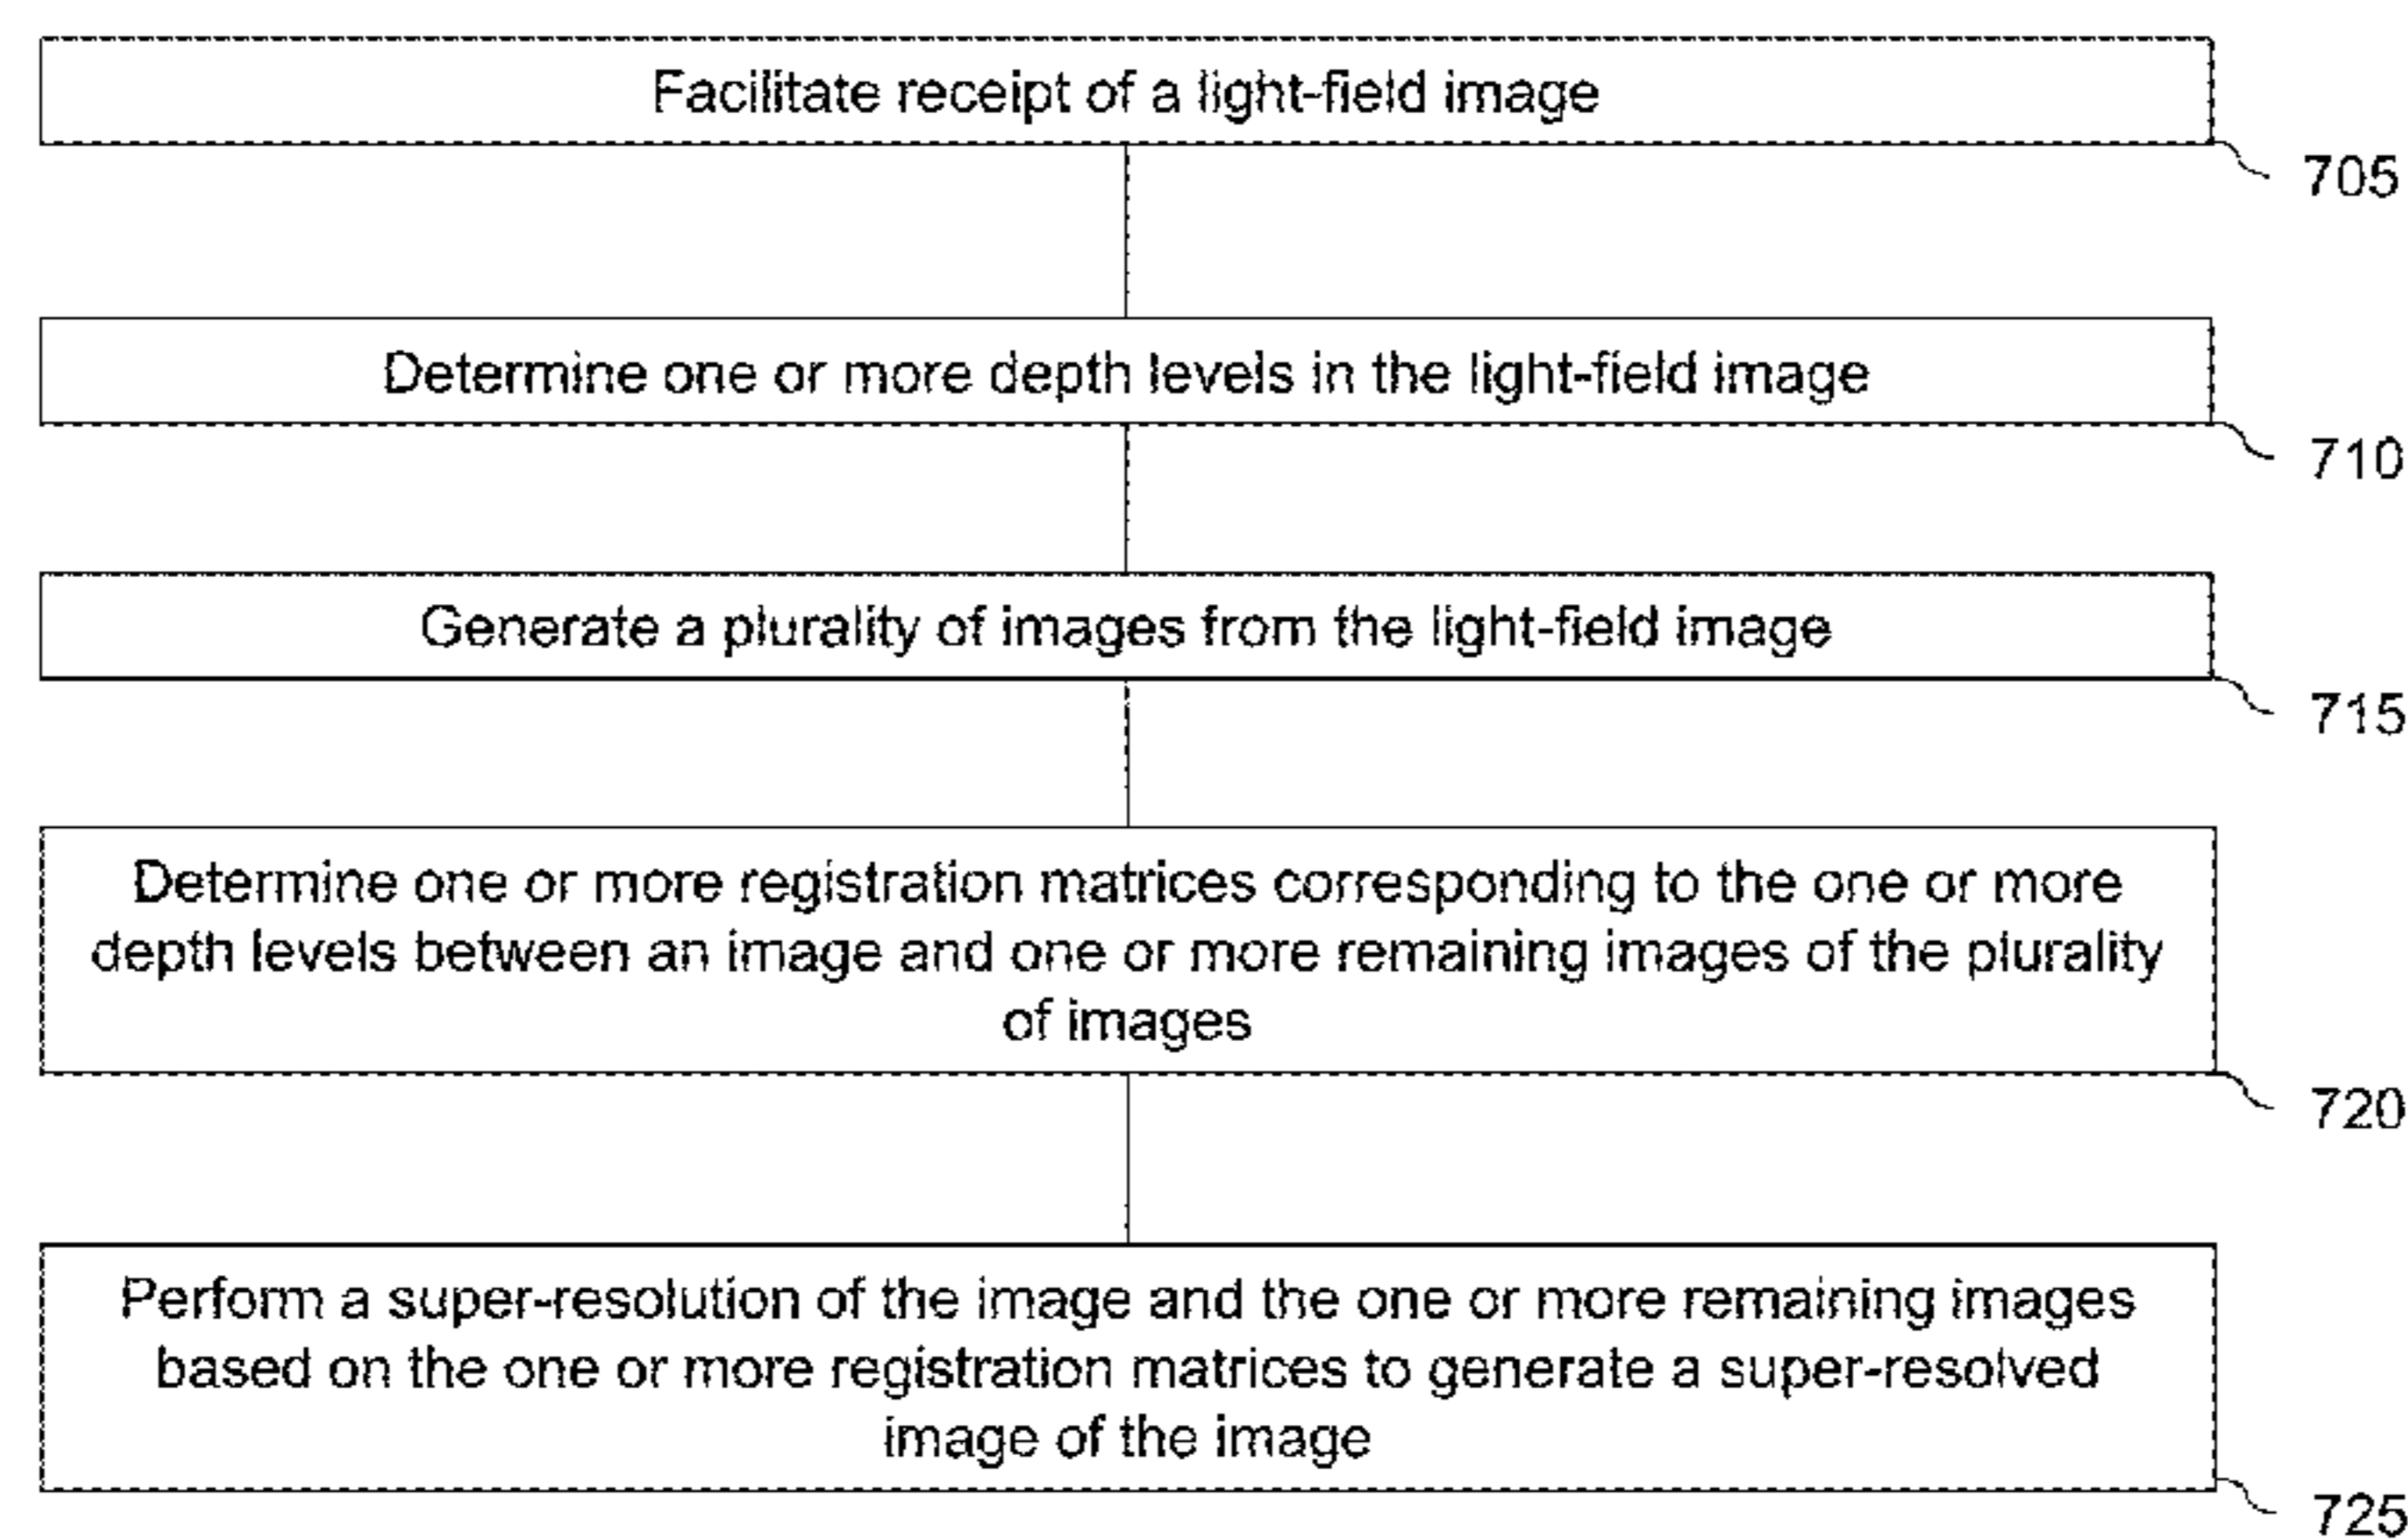 Facilitate receipt of a light-field image
705
Determine one or more depth levels in the light-field image
710
Generate a plurality of images from the light-field image
715
Determine one or more registration matrices corresponding to the one or more
depth levels between an image and one or more remaining images of the plurality
of images
720
Perform a super-resolution of the image and the one or more remaining images
based on the one or more registration matrices to generate a super-resolved
image of the image
725